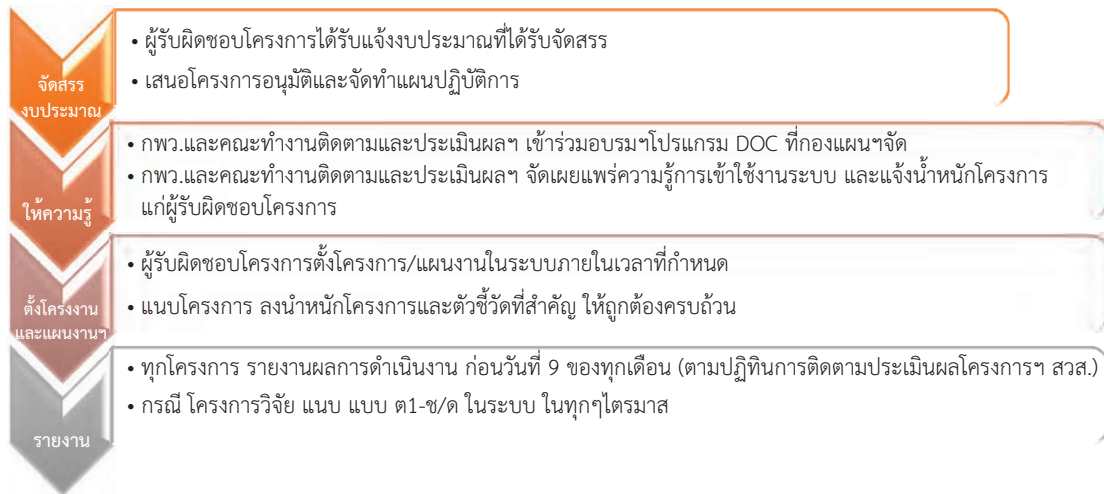 จัดสรร
งบประมาณ
• ผู้รับผิดชอบโครงการได้รับแจ้งงบประมาณที่ได้รับจัดสรร
• เสนอโครงการอนุมัติและจัดทำแผนปฏิบัติการ
ให้ความรู้
• กพว.และคณะทำงานติดตามและประเมินผลฯ เข้าร่วมอบรมฯโปรแกรม DOC ที่กองแผนฯจัด
• กพว.และคณะทำงานติดตามและประเมินผลฯ จัดเผยแพร่ความรู้การเข้าใช้งานระบบ และแจ้งน้ำหนักโครงการ
แก่ผู้รับผิดชอบโครงการ
ตั้งโครงงาน
และแผนงานฯ
• ผู้รับผิดชอบโครงการตั้งโครงการ/แผนงานในระบบภายในเวลาที่กำหนด
• แนบโครงการ ลงนำหนักโครงการและตัวชี้วัดที่สำคัญ ให้ถูกต้องครบถ้วน
รายงาน
• ทุกโครงการ รายงานผลการดำเนินงาน ก่อนวันที่ 9 ของทุกเดือน (ตามปฏิทินการติดตามประเมินผลโครงการฯ สวส.)
• กรณี โครงการวิจัย แนบ แบบ ต1-ช/ด ในระบบ ในทุกๆไตรมาส